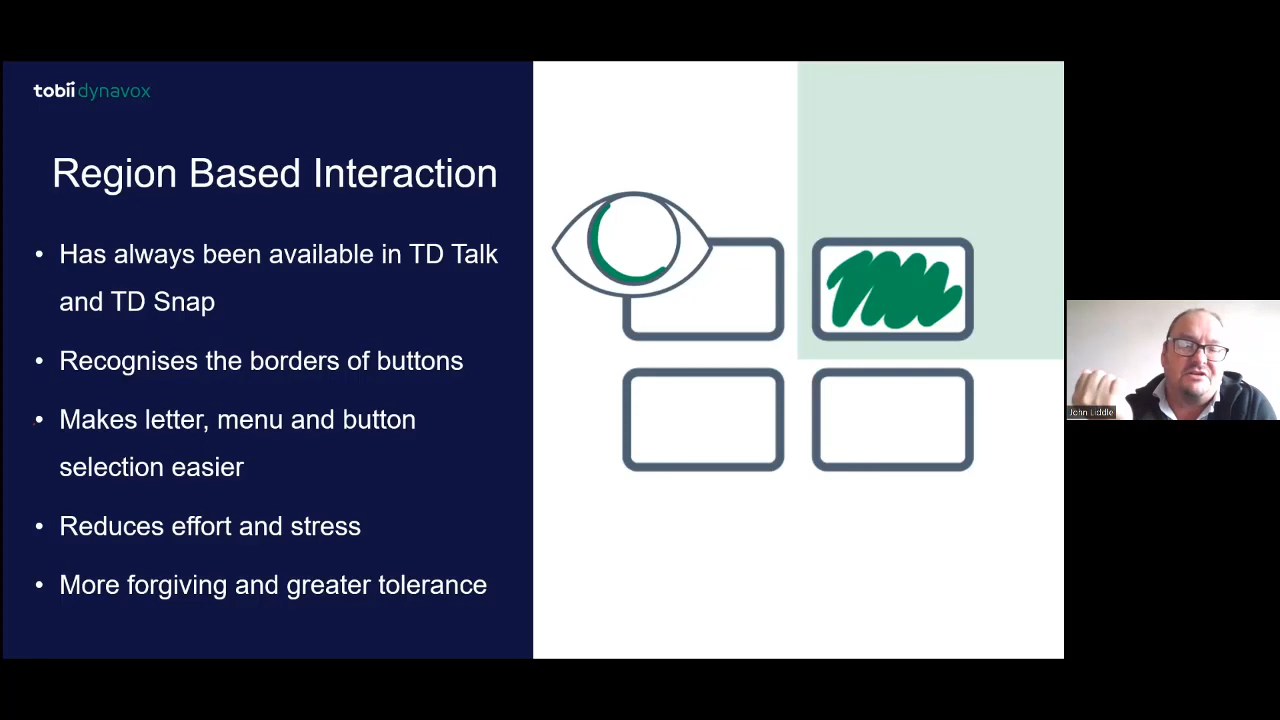 tobii dynavox
Region Based Interaction
• Has always been available in TD Talk
and TD Snap
• Recognises the borders of buttons
• Makes letter, menu and button
selection easier
• Reduces effort and stress
• More forgiving and greater tolerance
John Liddle